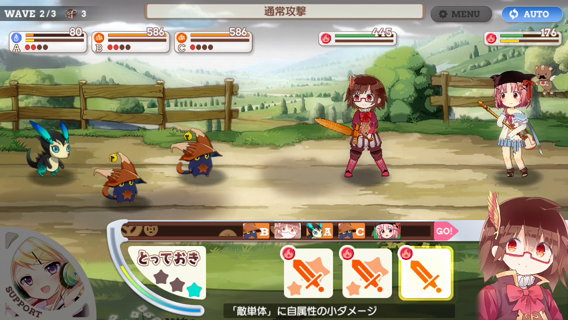 WAVE 2/3 3
通常攻撃
MENU
AUTO
A 80
B 586
C 586
445
176
B A C GO!
とっておき
SUPPORT
「敵単体」に自属性の小ダメージ